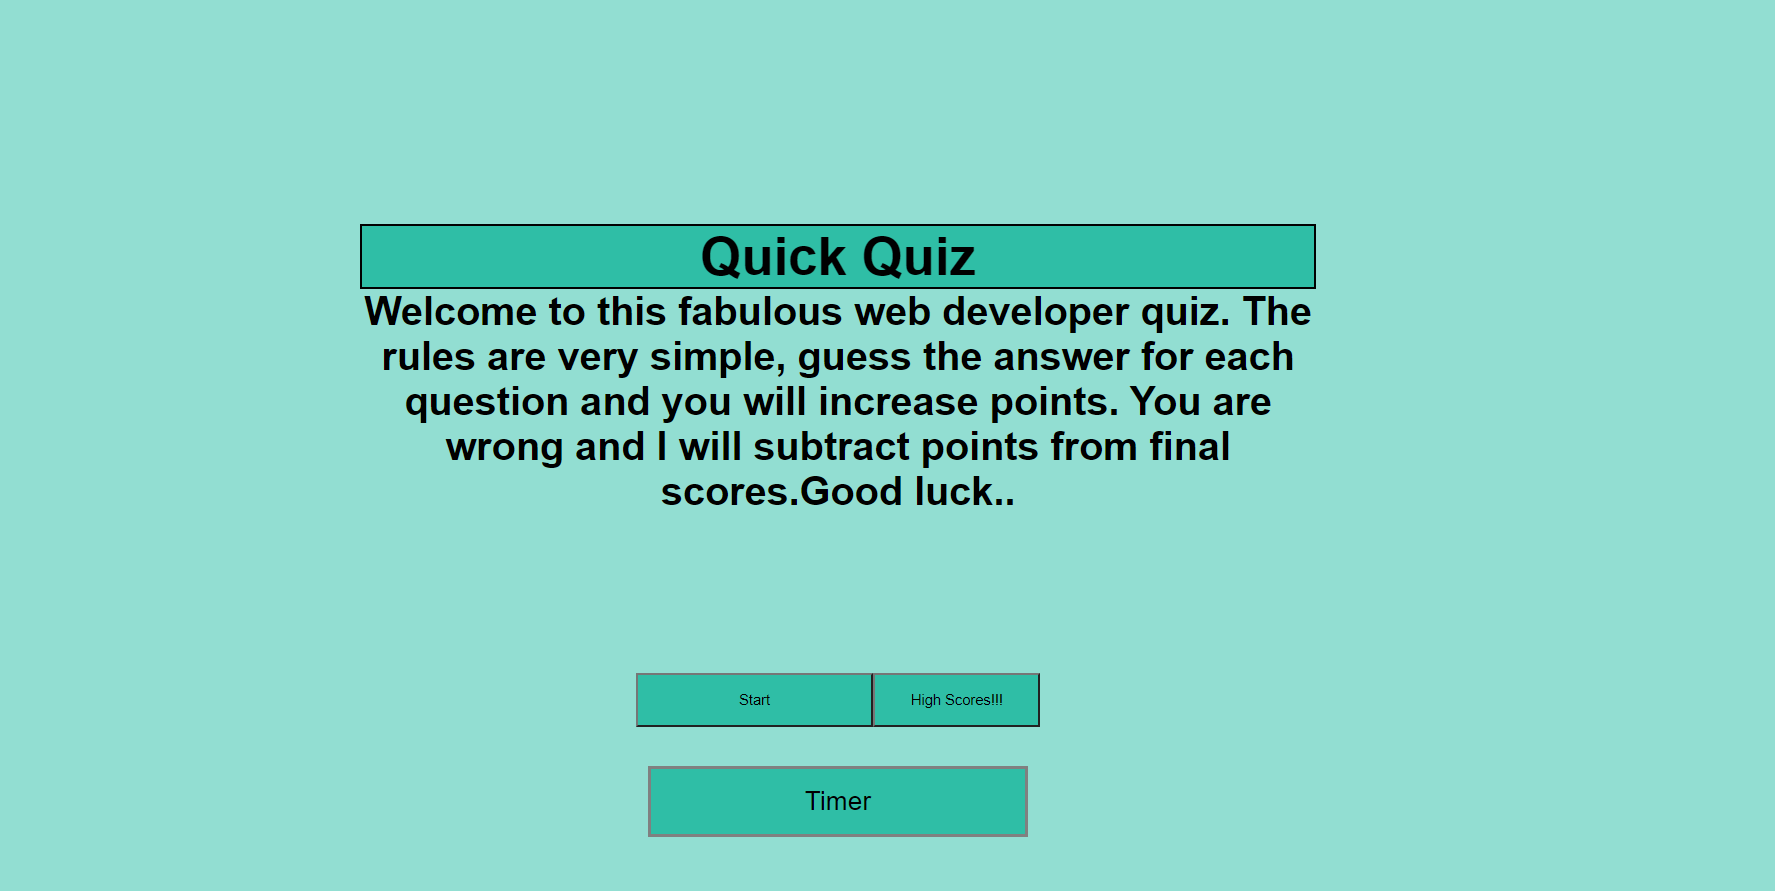 Quick Quiz
Welcome to this fabulous web developer quiz. The
rules are very simple, guess the answer for each
question and you will increase points. You are
wrong and I will subtract points from final
scores.Good luck..
Start
High Scores!!!
Timer